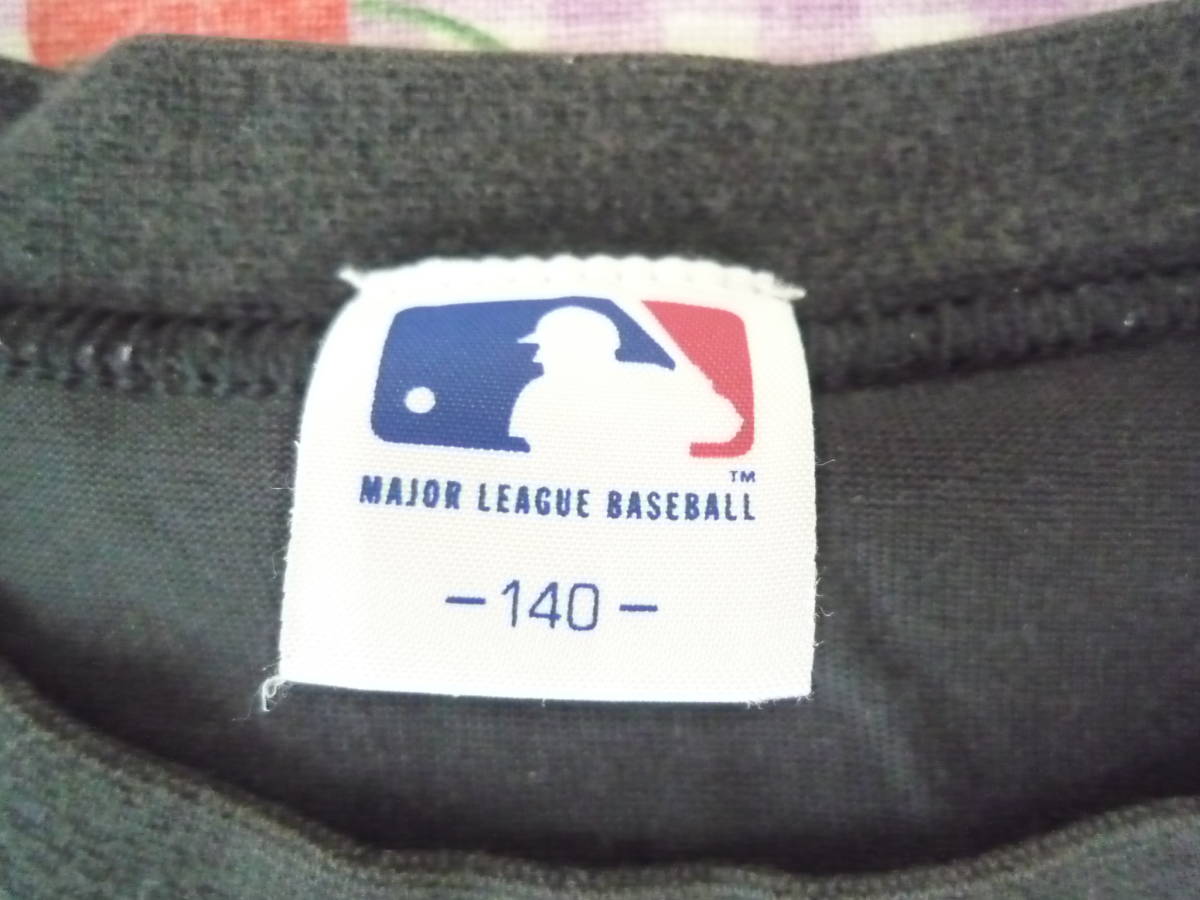 TM
MAJOR LEAGUE BASEBALL
-140-